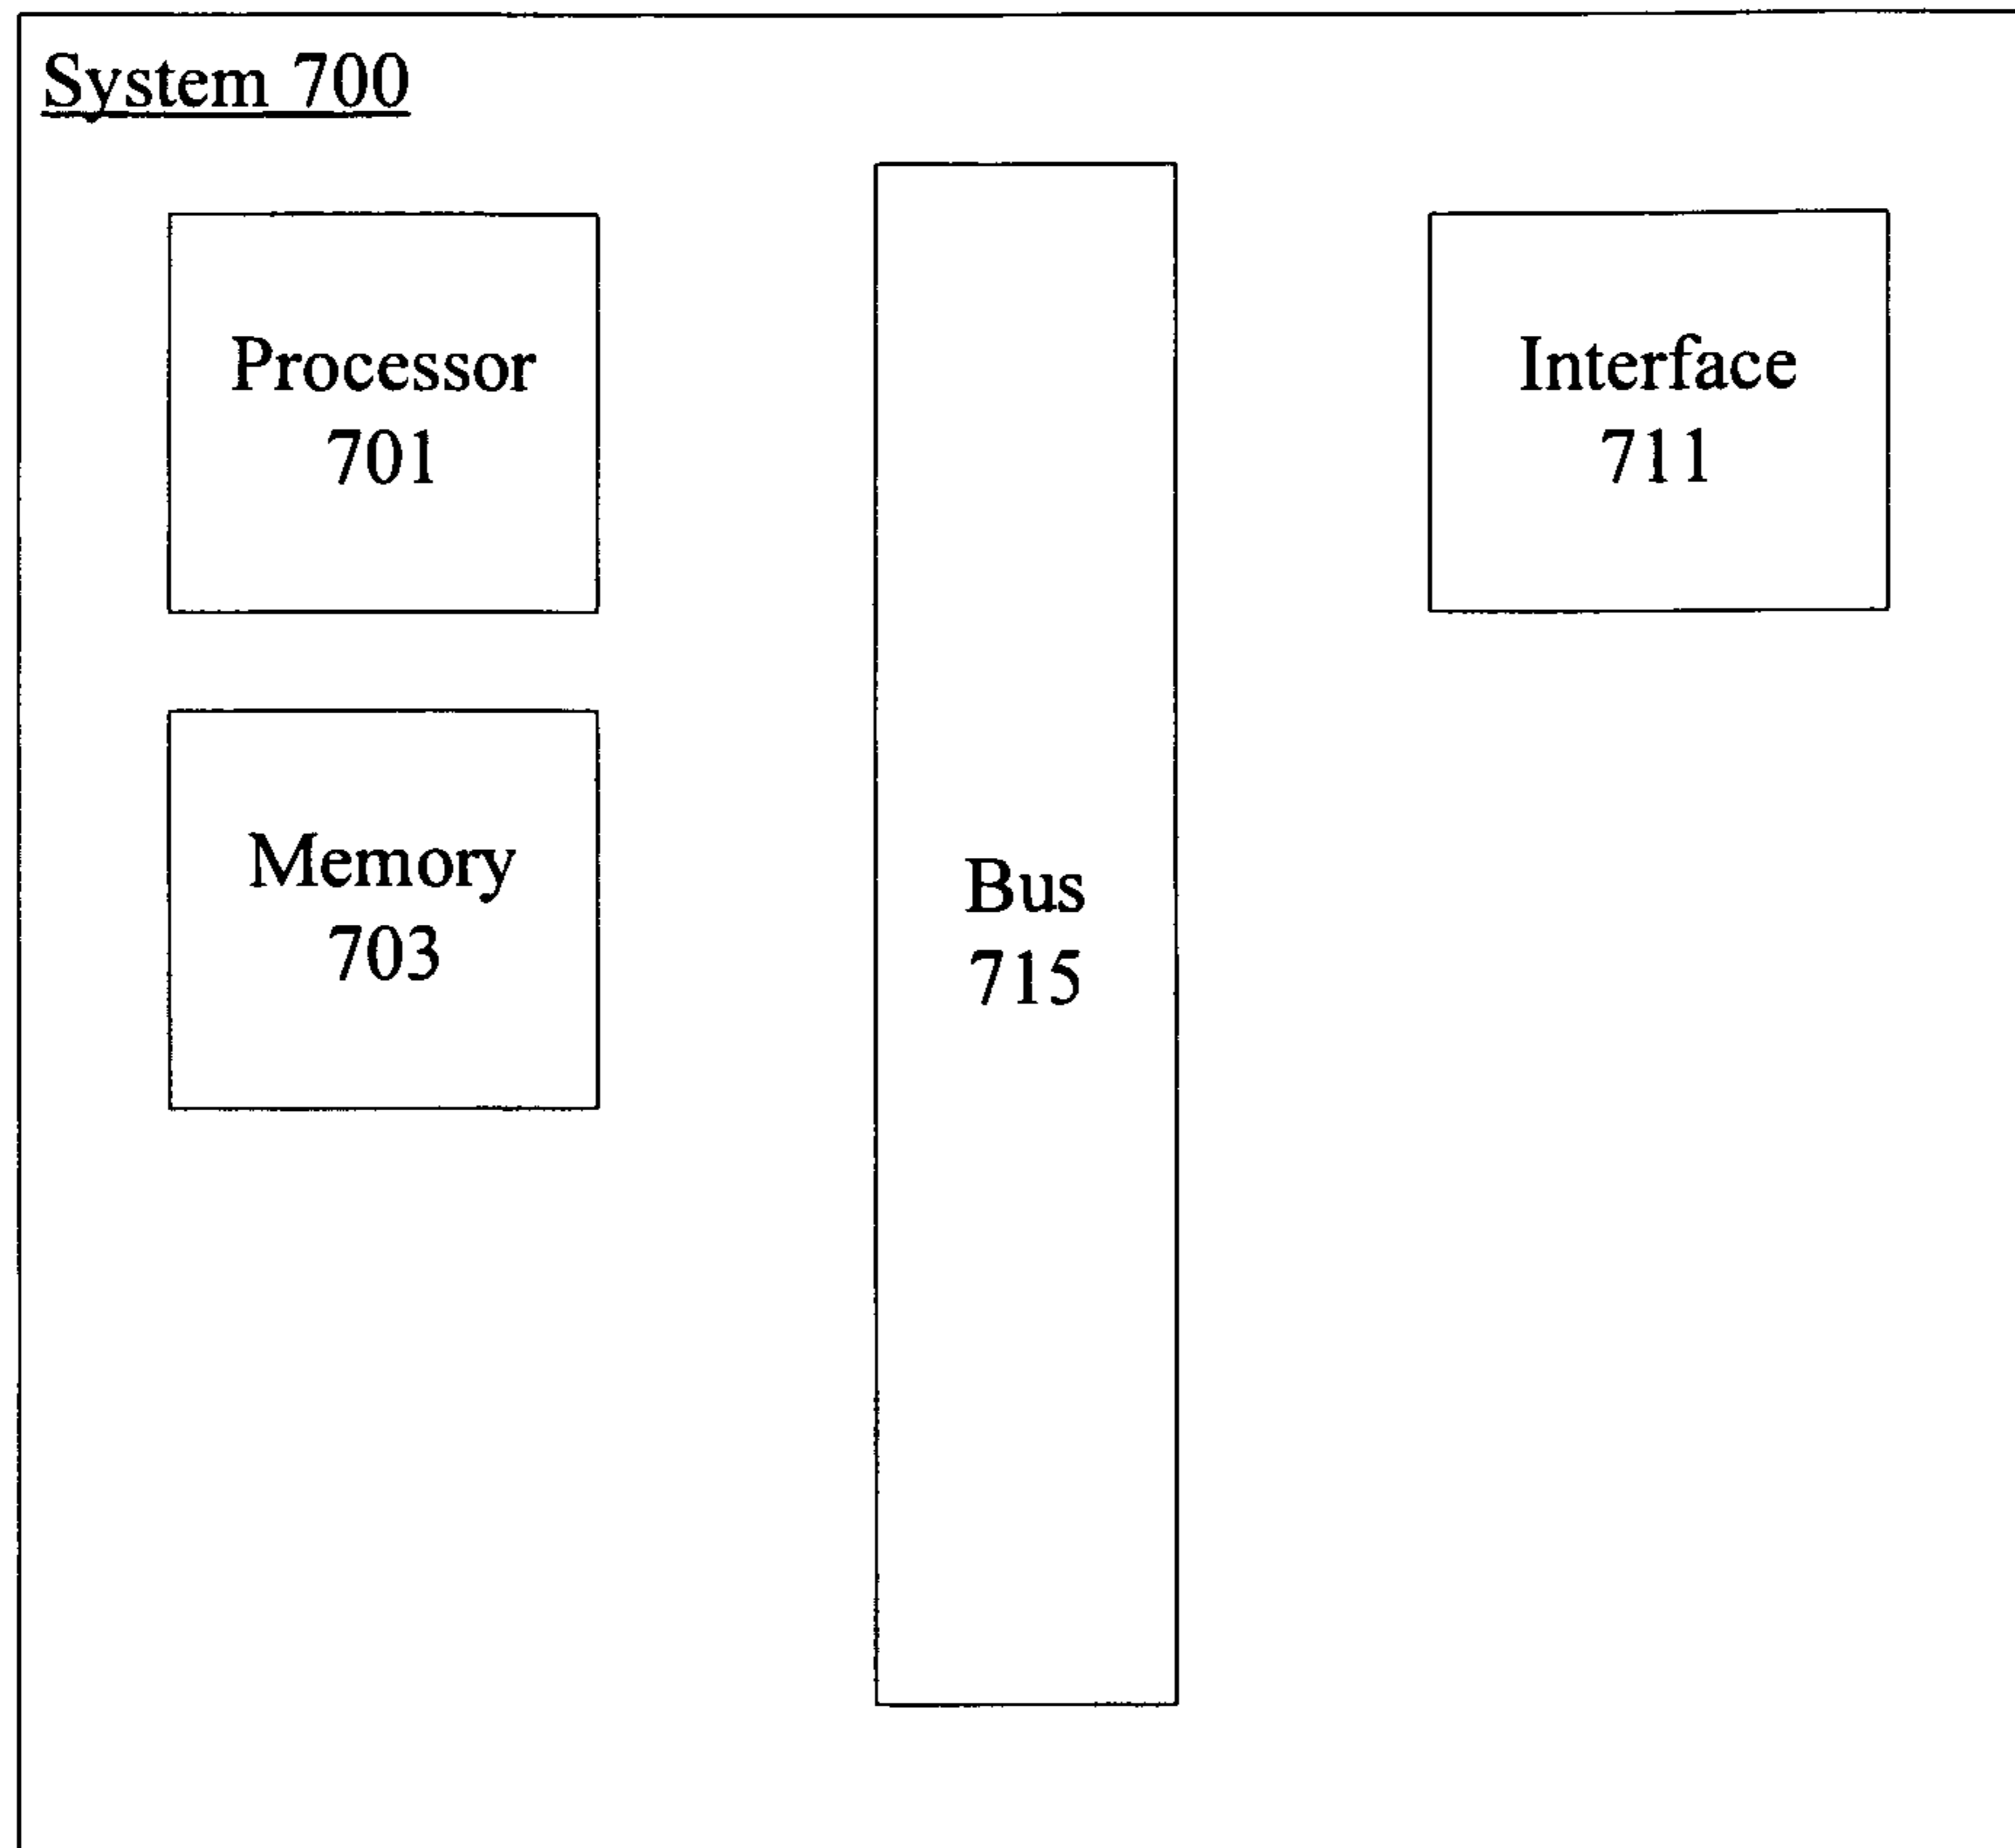 System 700
Processor
701
Interface
711
Memory
703
Bus
715